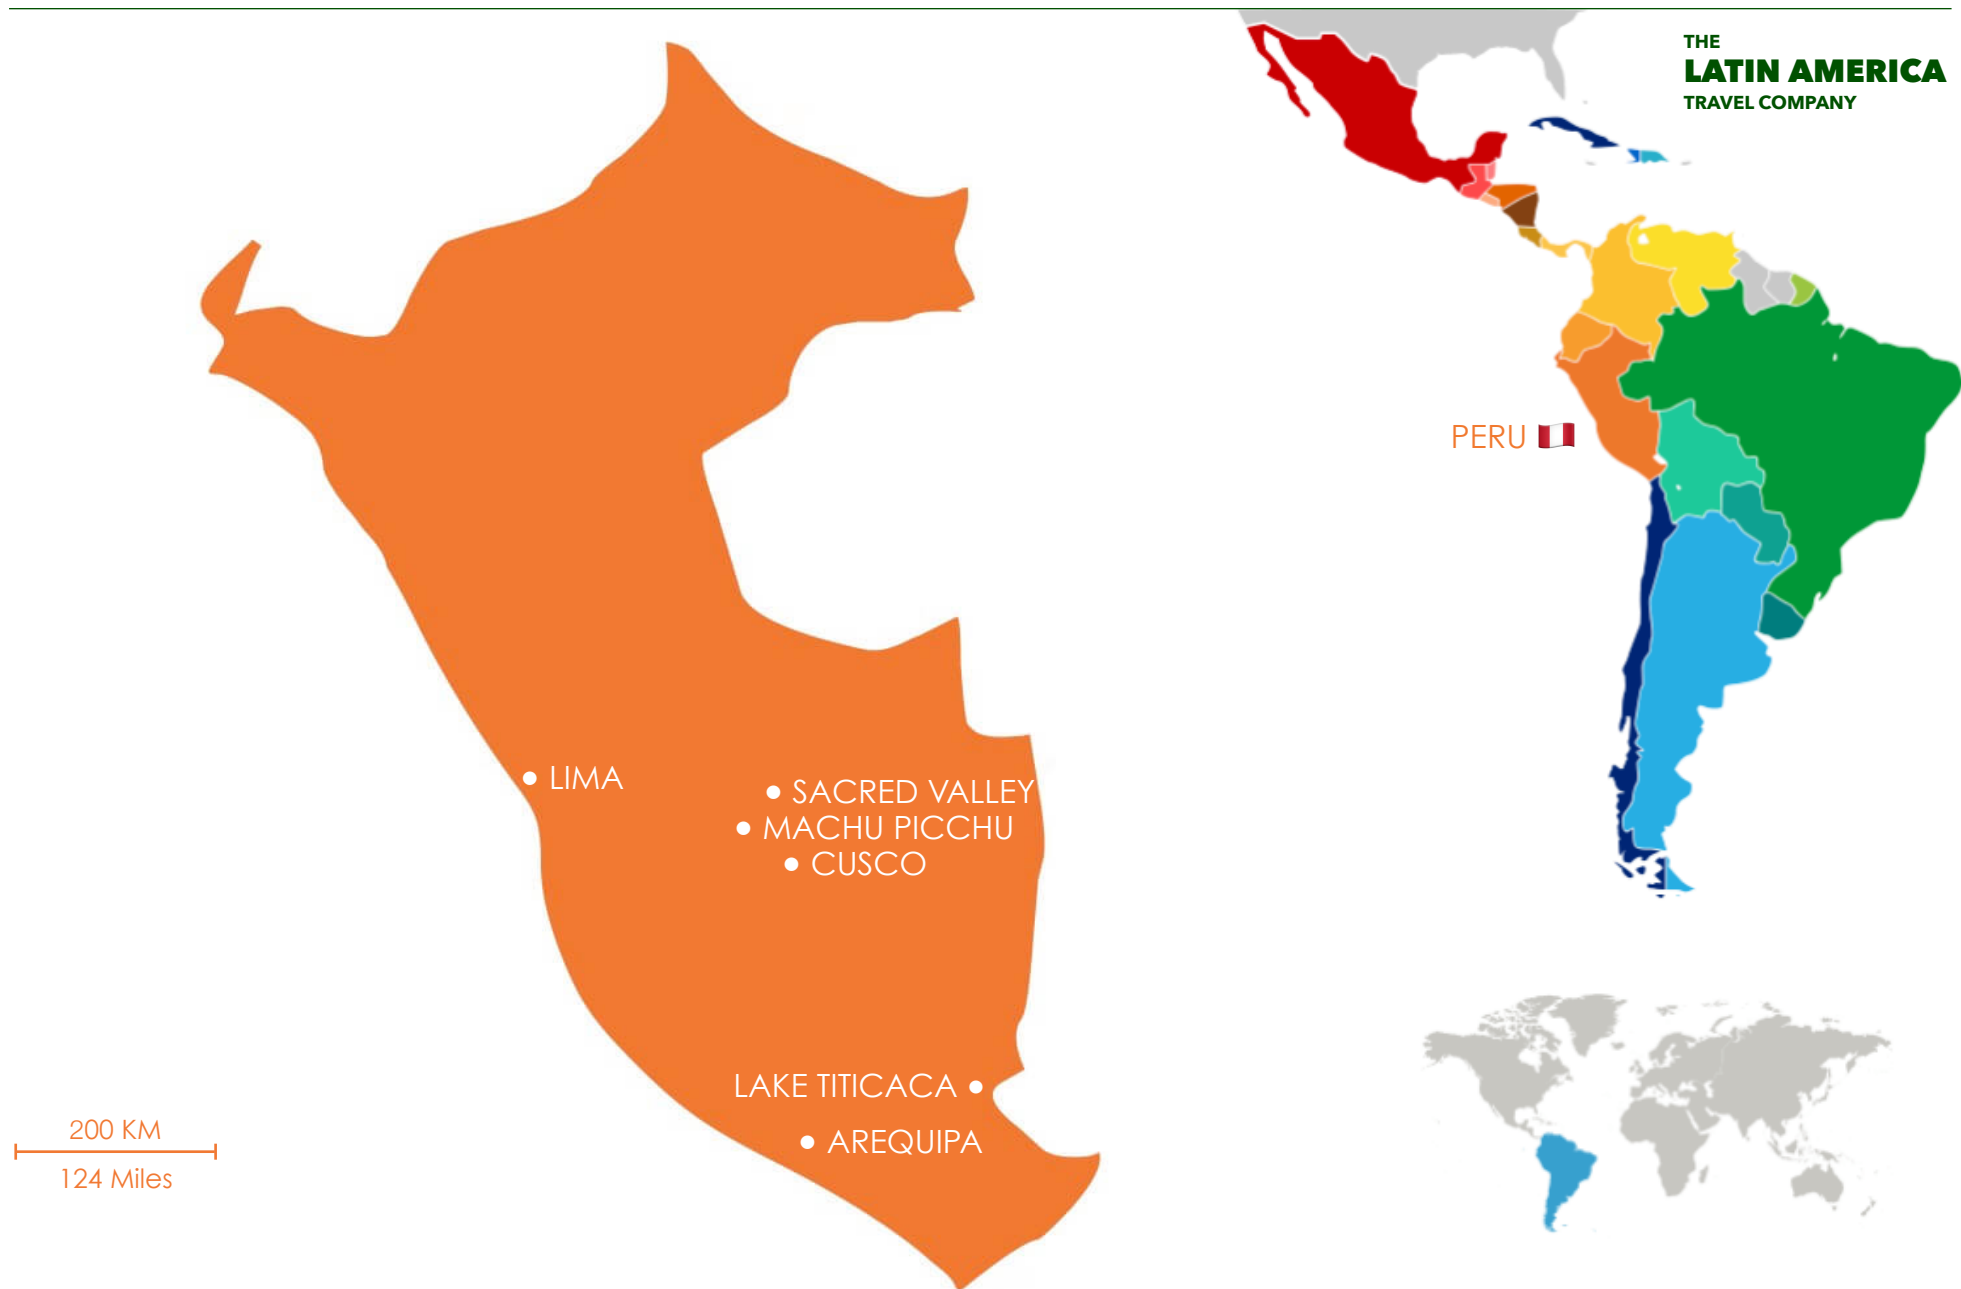 THE
LATIN AMERICA
TRAVEL COMPANY
PERU
LIMA
SACRED VALLEY
MACHU PICCHU
CUSCO
LAKE TITICACA
AREQUIPA
200 KM
124 Miles